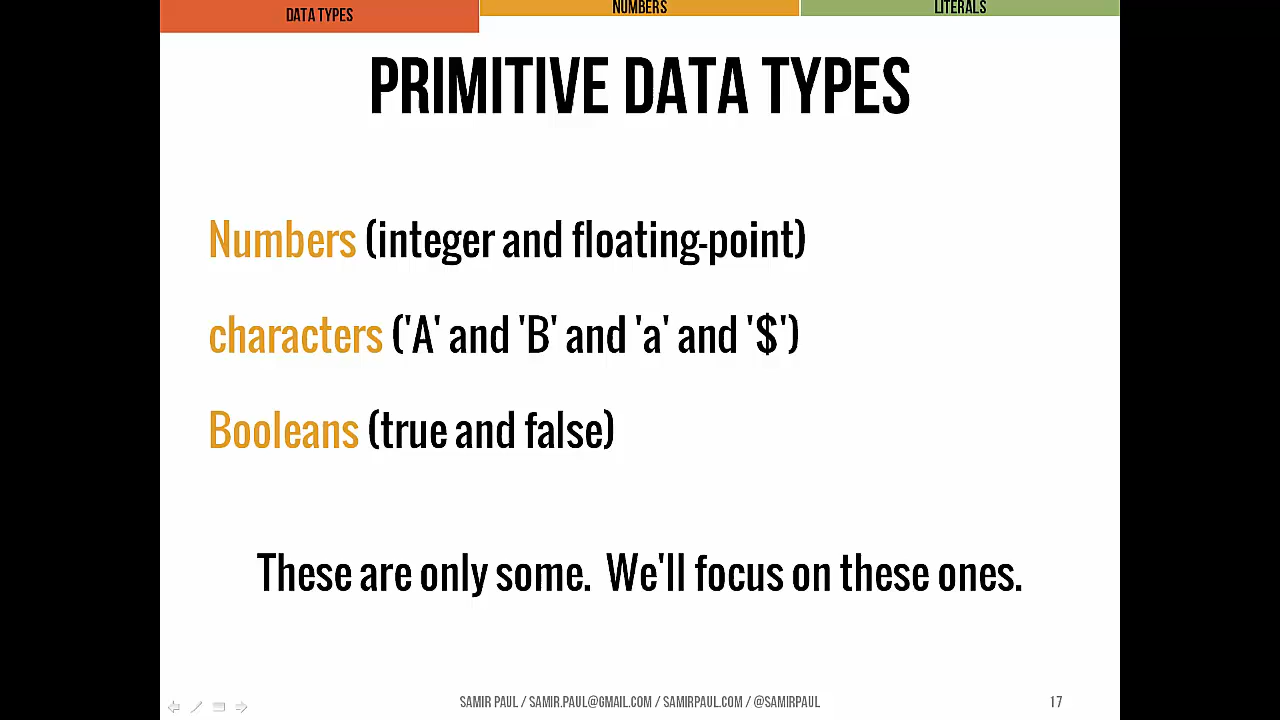 DATA TYPES
NUMBERS
LITERALS
PRIMITIVE DATA TYPES
Numbers (integer and floating-point)
characters ('A' and 'B' and 'a' and '$')
Booleans (true and false)
These are only some. We'll focus on these ones.
SAMIR PAUL / SAMIR.PAUL@GMAIL.COM / SAMIRPAUL.COM / @SAMIRPAUL
17